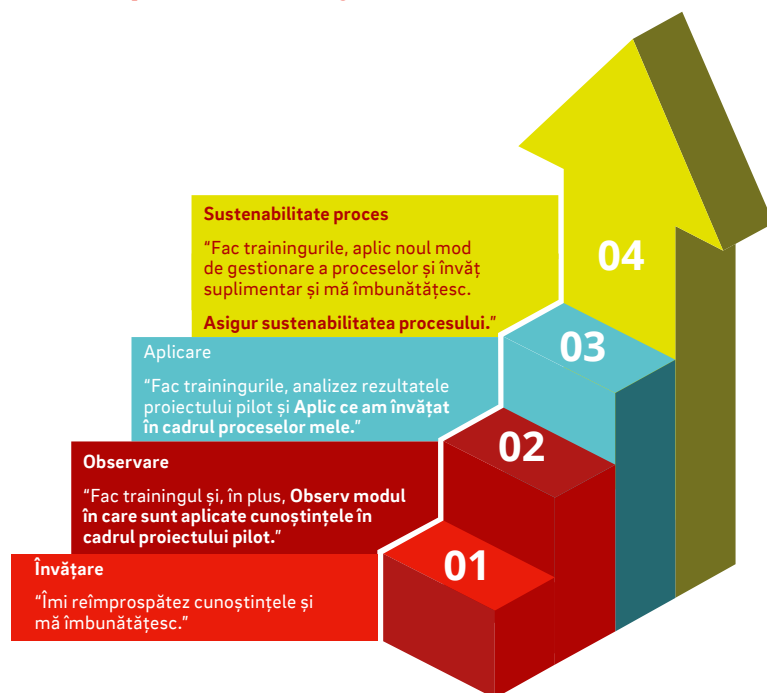 Sustenabilitate proces
“Fac trainingurile, aplic noul mod
de gestionare a proceselor și învăț
suplimentar și mă îmbunătățesc.
Asigur sustenabilitatea procesului.”
04
Aplicare
“Fac trainingurile, analizez rezultatele
proiectului pilot și Aplic ce am învățat
în cadrul proceselor mele.”
03
Observare
“Fac trainingul și, în plus, Observ modul
în care sunt aplicate cunoștințele în
cadrul proiectului pilot.”
02
Învățare
“Îmi reîmprospătez cunoștințele și
mă îmbunătățesc.”
01